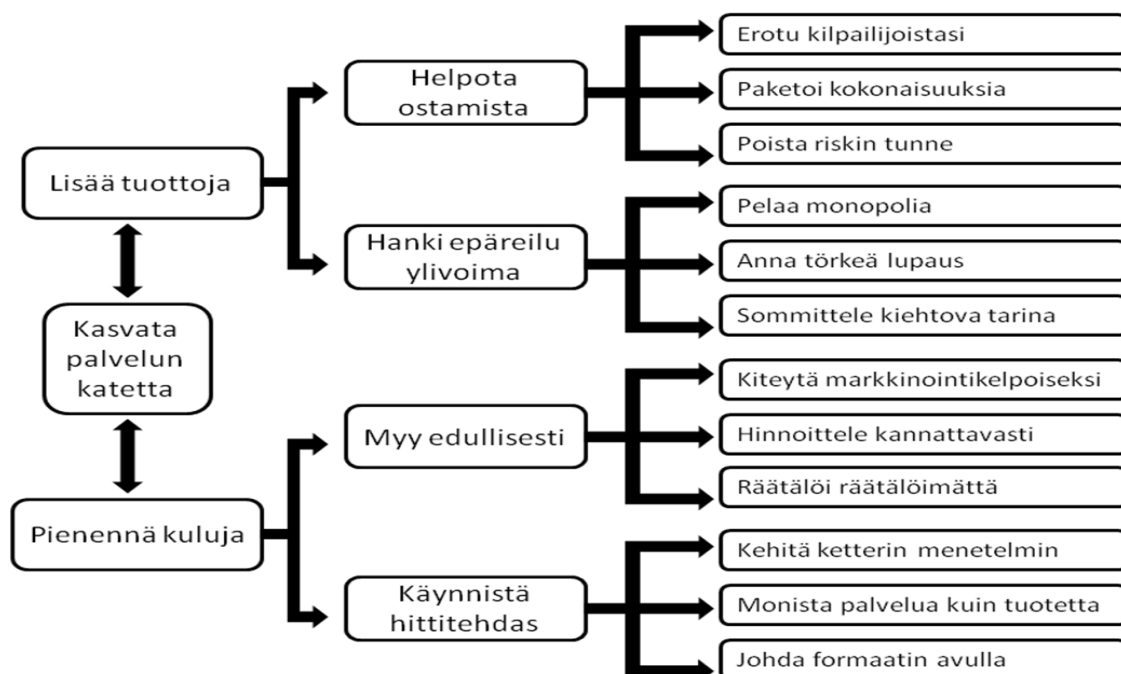 Kasvata
palvelun
katetta
Lisää tuottoja
Helpota
ostamista
Erotu kilpailijoistasi
Paketoi kokonaisuuksia
Poista riskin tunne
Hanki epäreilu
ylivoima
Pelaa monopolia
Anna törkeä lupaus
Sommittele kiehtova tarina
Pienennä kuluja
Myy edullisesti
Kiteytä markkinointikelpoiseksi
Hinnoittele kannattavasti
Räätälöi räätälöimättä
Käynnistä
hittitehdas
Kehitä ketterin menetelmin
Monista palvelua kuin tuotetta
Johda formaatin avulla